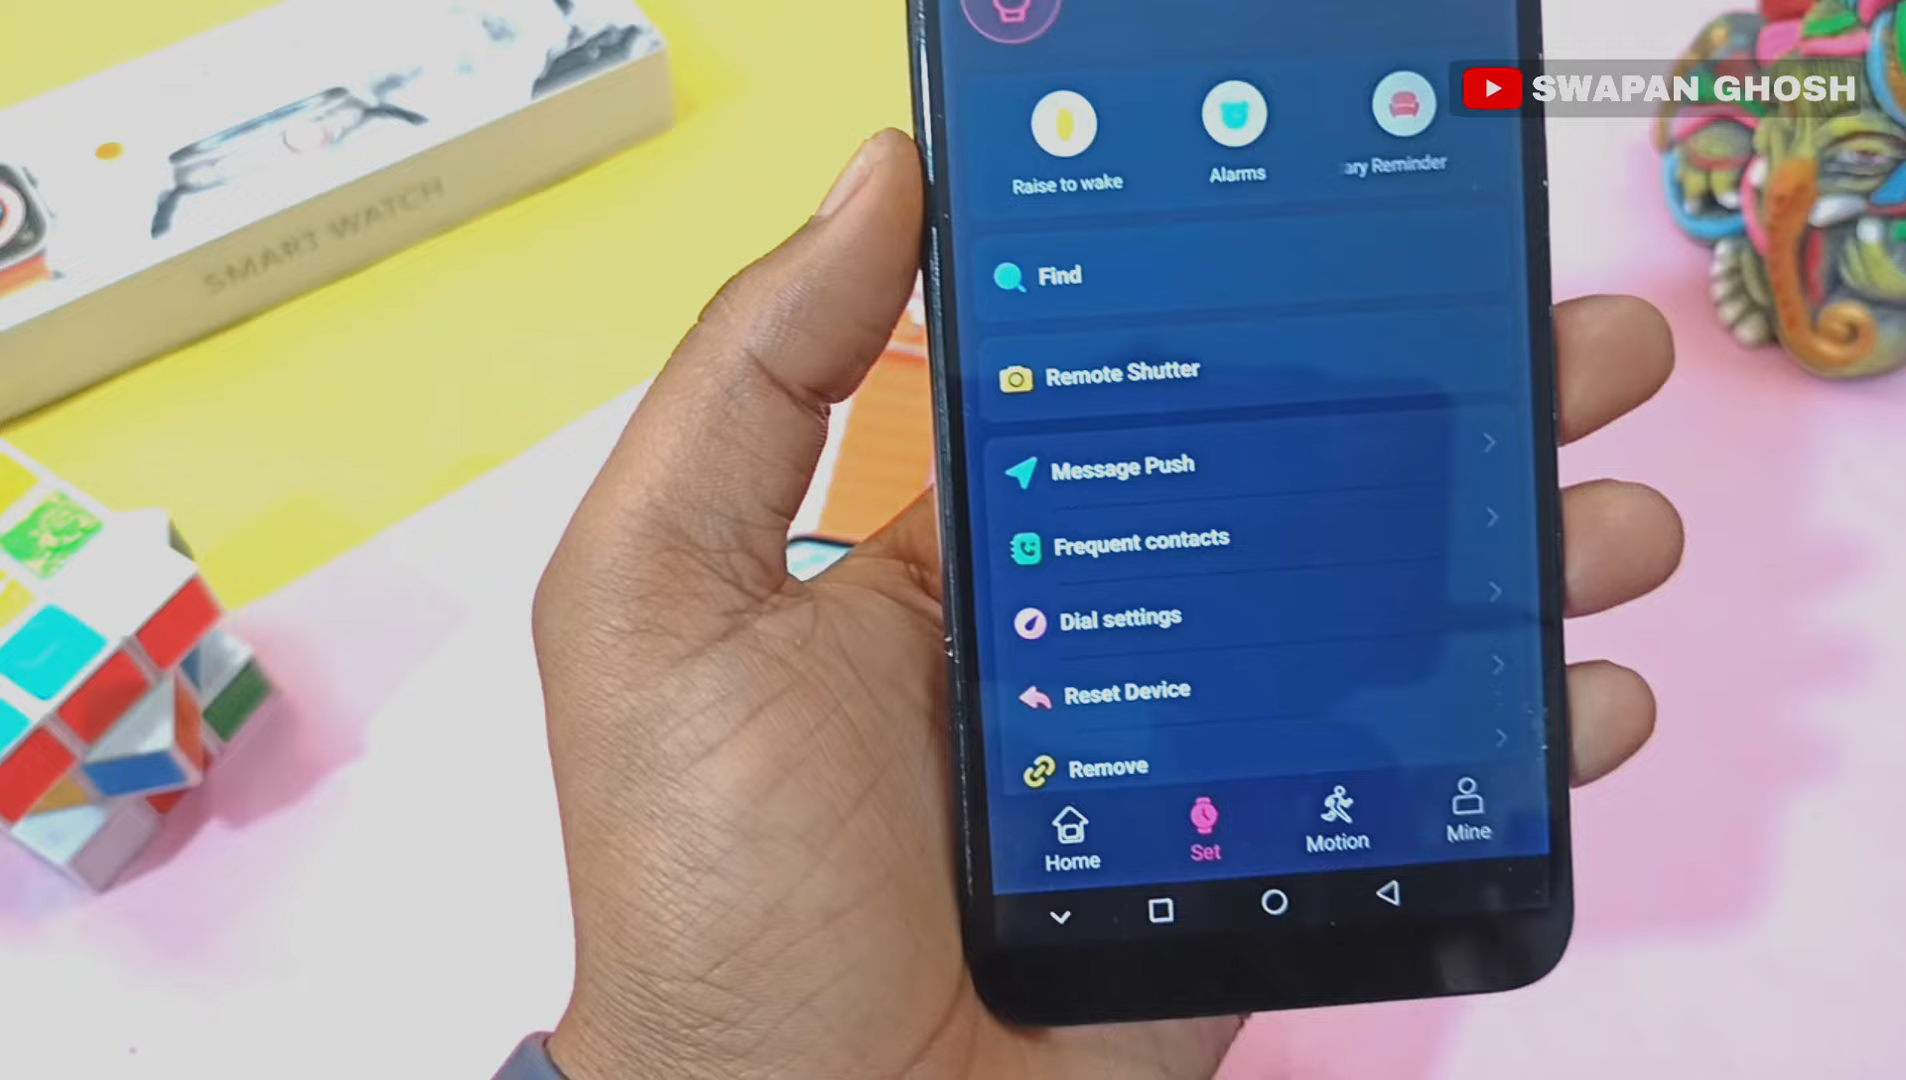 SWAPAN GHOSH
SMART WATCH
Raise to wake
Alarms
ary Reminder
Find
Remote Shutter
Message Push
Frequent contacts
Dial settings
Reset Device
Remove
Home
Set
Motion
Mine